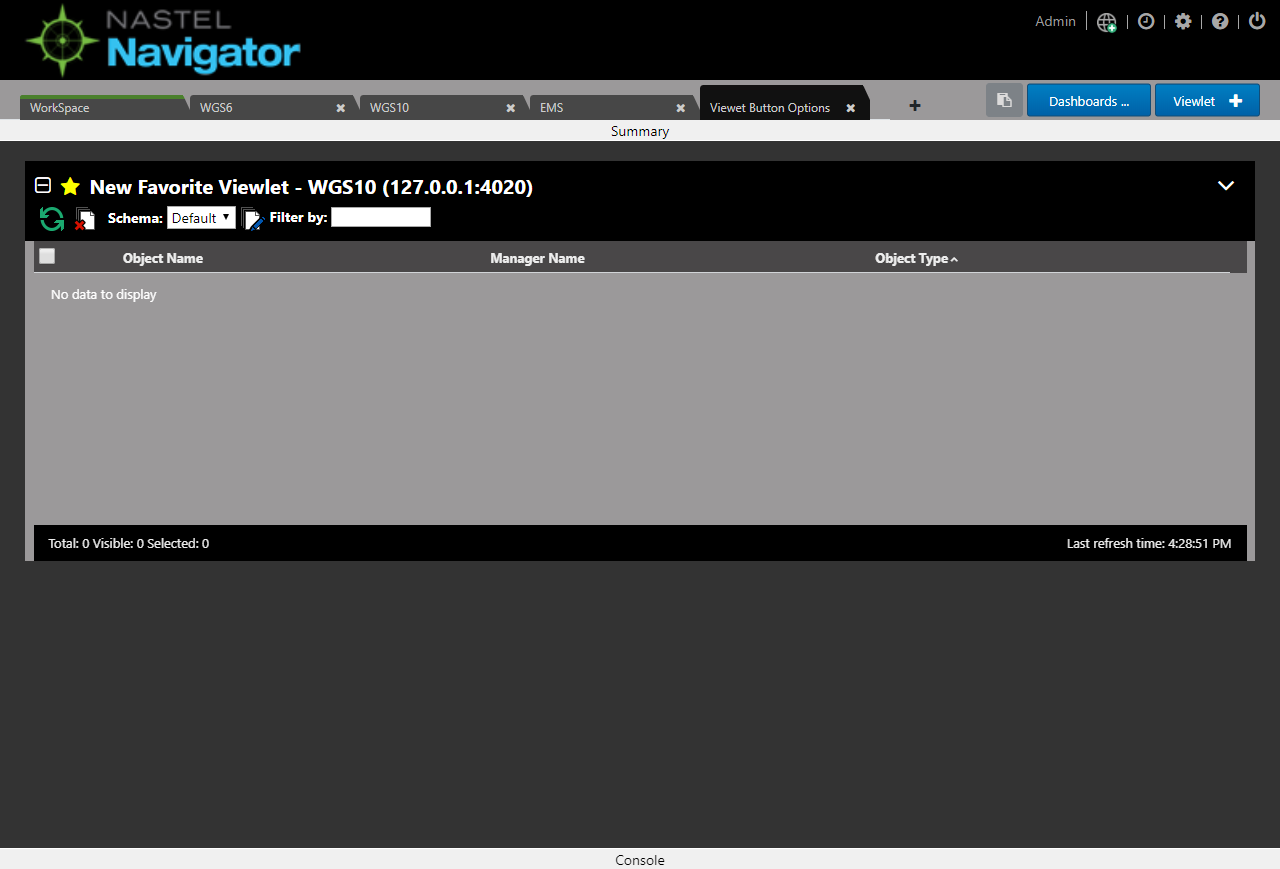 NASTEL
Navigator
Admin
WorkSpace WGS6 WGS10 EMS Viewet Button Options Dashboards ... Viewlet
Summary
New Favorite Viewlet - WGS10 (127.0.0.1:4020)
Schema: Default Filter by:
Object Name Manager Name Object Type
No data to display
Total: 0 Visible: 0 Selected: 0 Last refresh time: 4:28:51 PM
Console